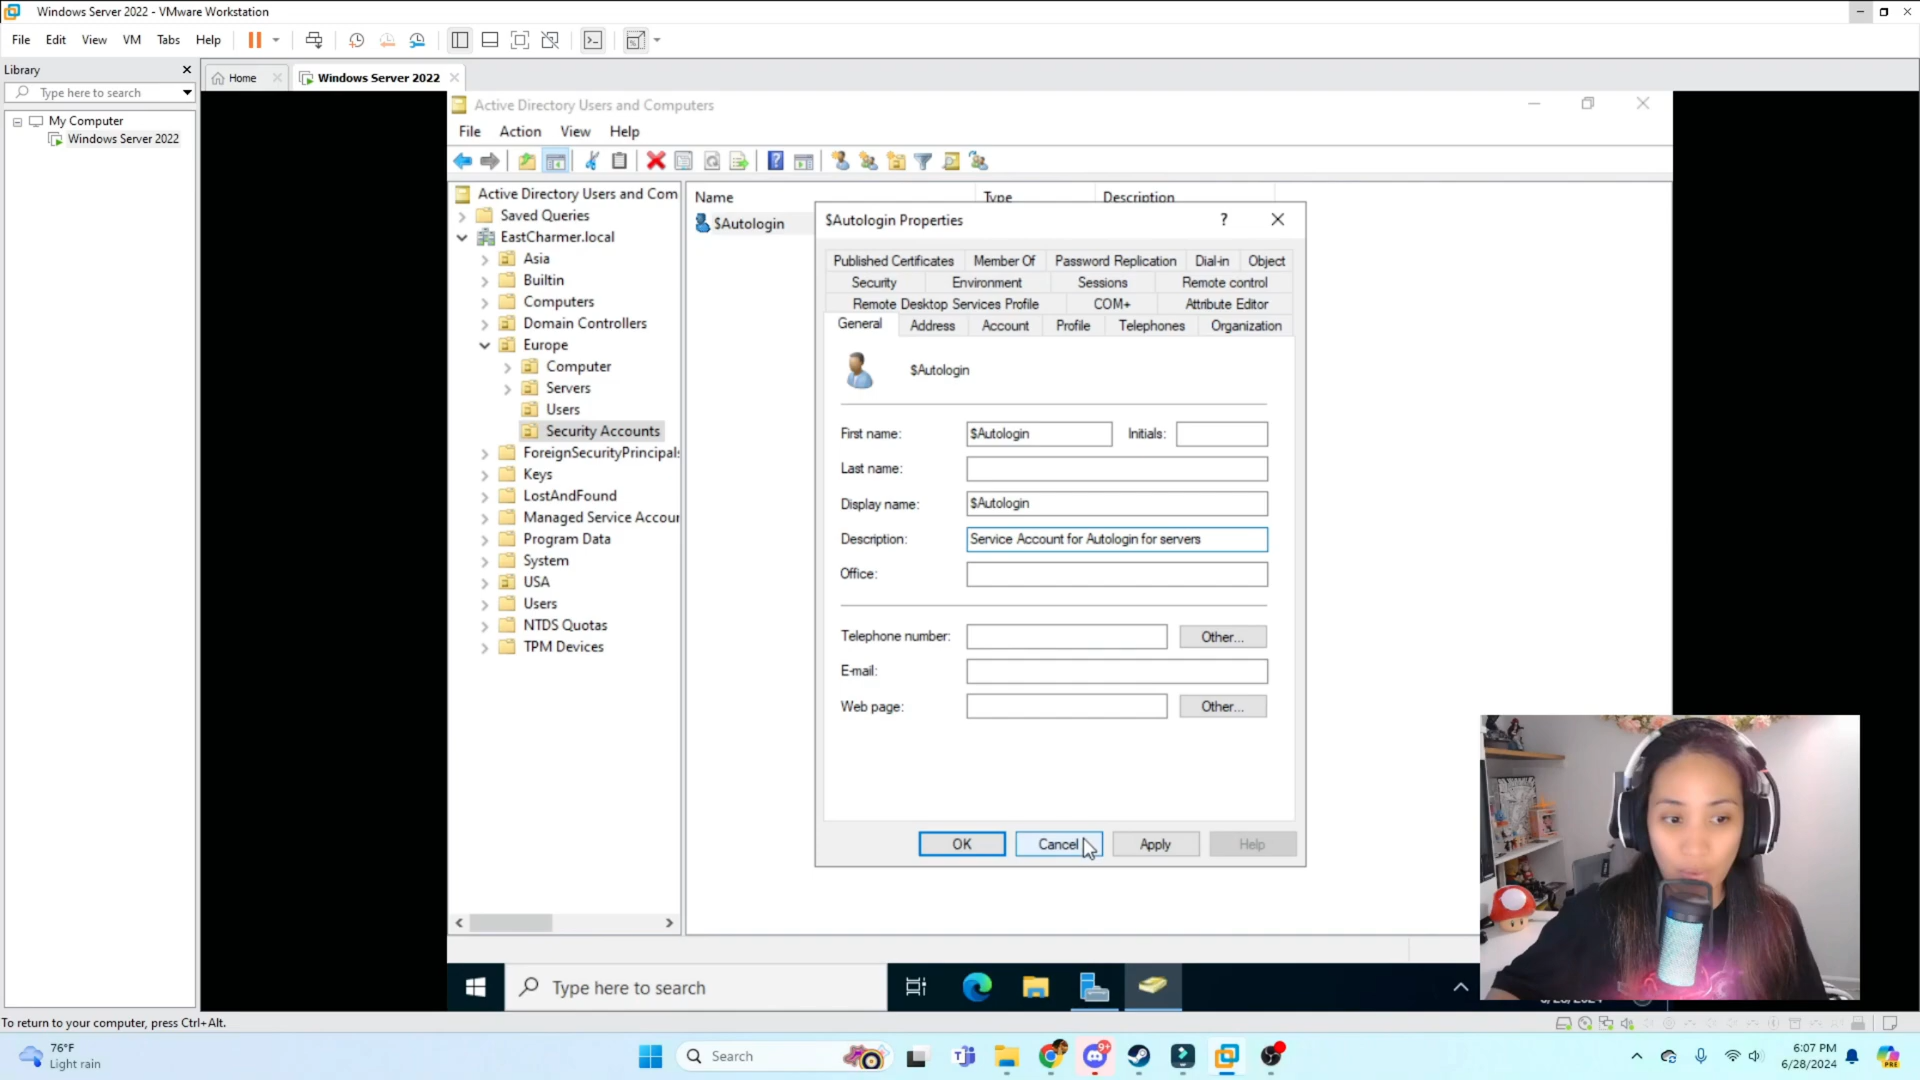 Windows Server 2022 - VMware Workstation
File Edit View VM Tabs Help
Library
Home
Windows Server 2022
Type here to search
My Computer
Windows Server 2022
Active Directory Users and Computers
File Action View Help
Active Directory Users and Com
Saved Queries
EastCharmer.local
Asia
Builtin
Computers
Domain Controllers
Europe
Computer
Servers
Users
Security Accounts
ForeignSecurityPrincipals
Keys
LostAndFound
Managed Service Accour
Program Data
System
USA
Users
NTDS Quotas
TPM Devices
Name Type Description
$Autologin
$Autologin Properties
?
Published Certificates Member Of Password Replication Dial-in Object
Security Environment Sessions Remote control
Remote Desktop Services Profile COM+ Attribute Editor
General Address Account Profile Telephones Organization
$Autologin
First name: $Autologin Initials:
Last name:
Display name: $Autologin
Description: Service Account for Autologin for servers
Office:
Telephone number: Other...
E-mail:
Web page: Other...
OK Cancel Apply Help
Type here to search
To return to your computer, press Ctrl+Alt.
76°F
Light rain
Search
9+
6:07 PM
6/28/2024
PRE